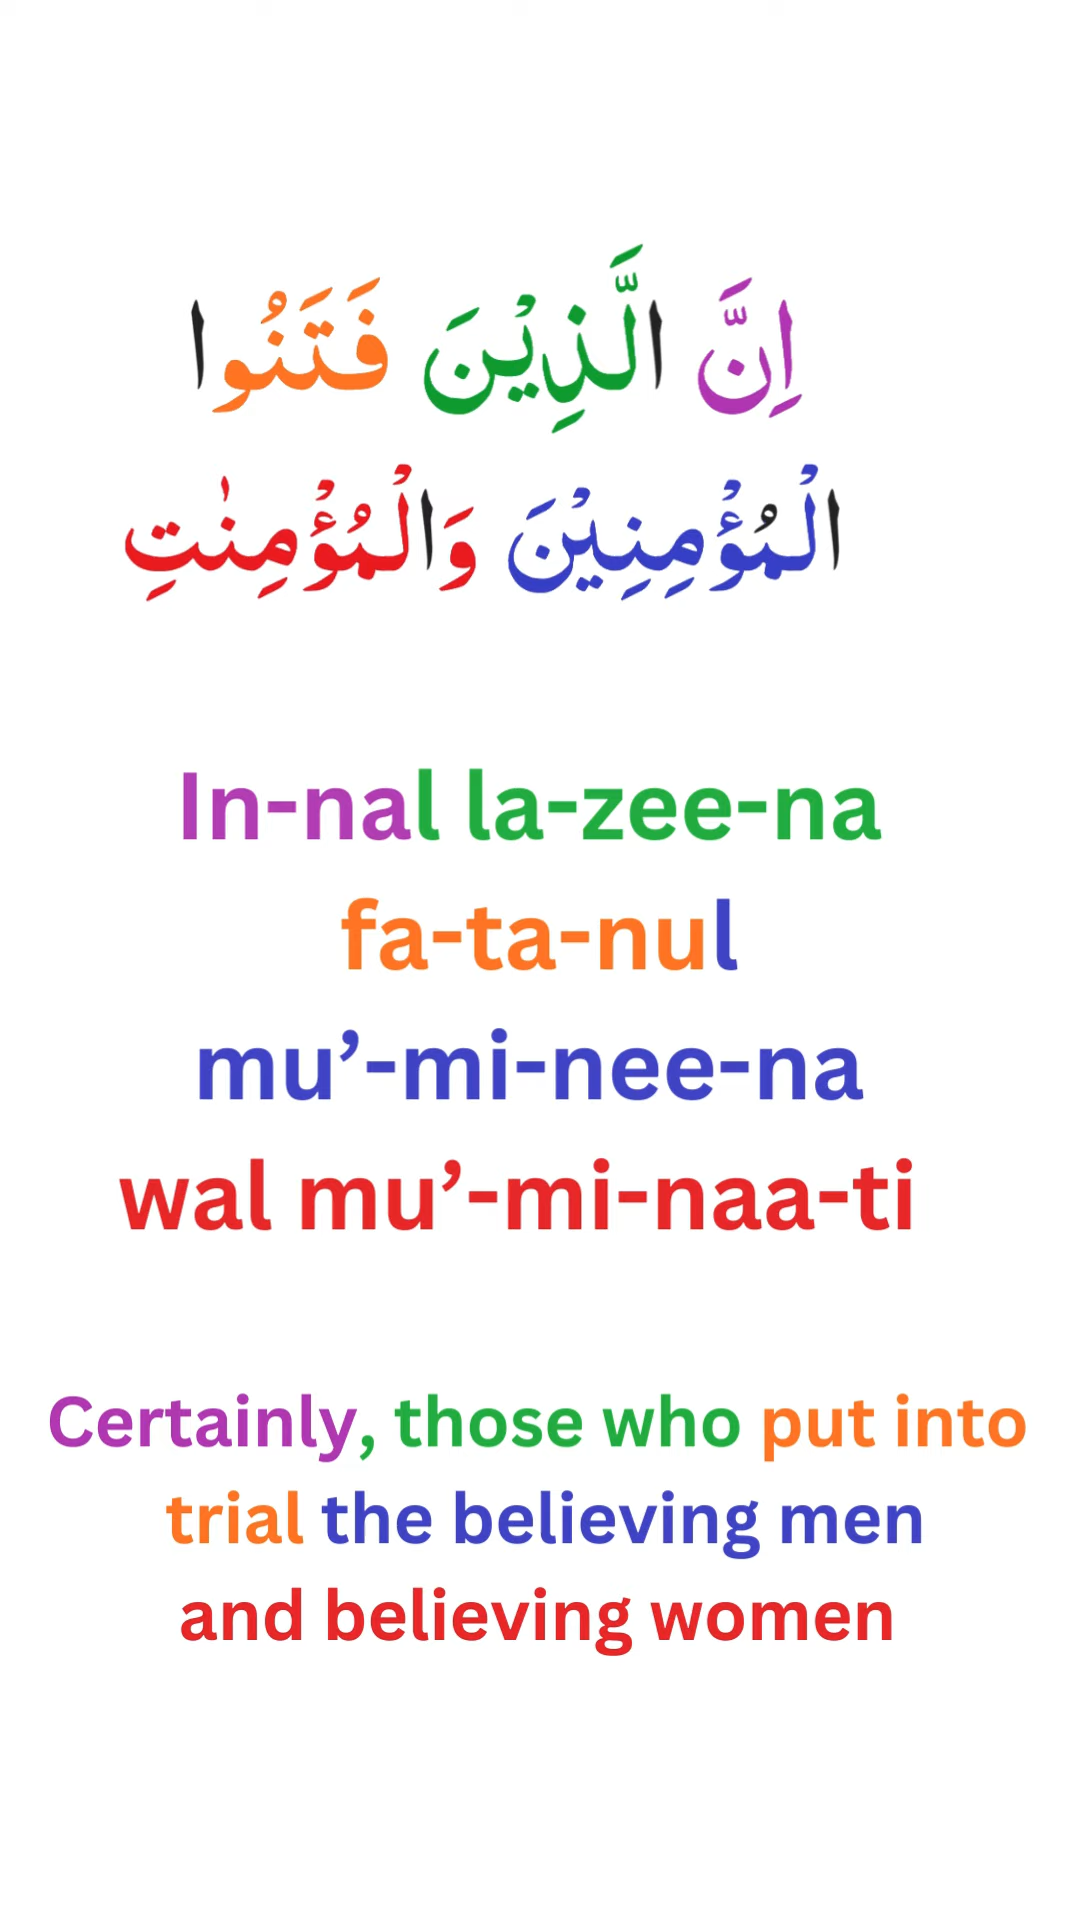 اِنَّ الَّذِيْنَ فَتَنُوا
الْمُؤْمِنِيْنَ وَالْمُؤْمِنٰتِ
In-nal la-zee-na
fa-ta-nul
mu’-mi-nee-na
wal mu’-mi-naa-ti
Certainly, those who put into
trial the believing men
and believing women